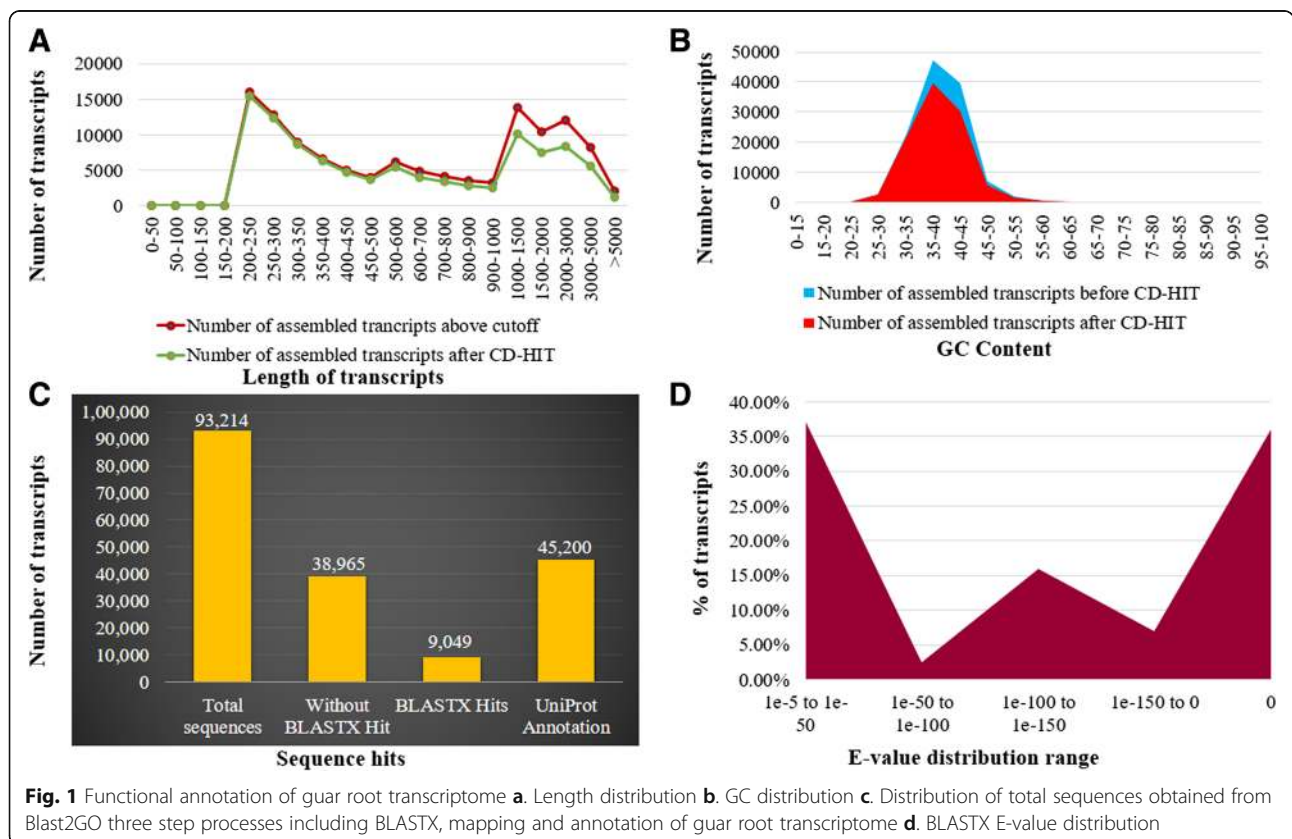 A
20000
15000
10000
5000
0
Number of transcripts
0-50
50-100
100-150
150-200
200-250
250-300
300-350
350-400
400-450
450-500
500-600
600-700
700-800
800-900
900-1000
1000-1500
1500-2000
2000-3000
3000-5000
>5000
Number of assembled trancripts above cutoff
Number of assembled transcripts after CD-HIT
Length of transcripts
B
50000
40000
30000
20000
10000
0
Number of transcripts
0-15
15-20
20-25
25-30
30-35
35-40
40-45
45-50
50-55
55-60
60-65
65-70
70-75
75-80
80-85
85-90
90-95
95-100
Number of assembled transcripts before CD-HIT
Number of assembled transcripts after CD-HIT
GC Content
C
1,00,000
90,000
80,000
70,000
60,000
50,000
40,000
30,000
20,000
10,000
0
Number of transcripts
93,214
38,965
9,049
45,200
Total
sequences
Without
BLASTX Hit
BLASTX Hits
UniProt
Annotation
Sequence hits
D
40.00%
35.00%
30.00%
25.00%
20.00%
15.00%
10.00%
5.00%
0.00%
% of transcripts
1e-5 to 1e-
50
1e-50 to
1e-100
1e-100 to
1e-150
1e-150 to 0
0
E-value distribution range
Fig. 1 Functional annotation of guar root transcriptome a. Length distribution b. GC distribution c. Distribution of total sequences obtained from
Blast2GO three step processes including BLASTX, mapping and annotation of guar root transcriptome d. BLASTX E-value distribution